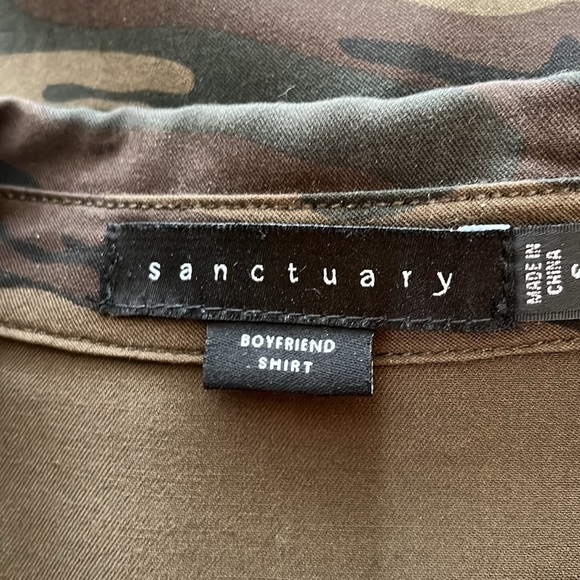 sanctuary
BOYFRIEND
SHIRT
MADE IN
CHINA